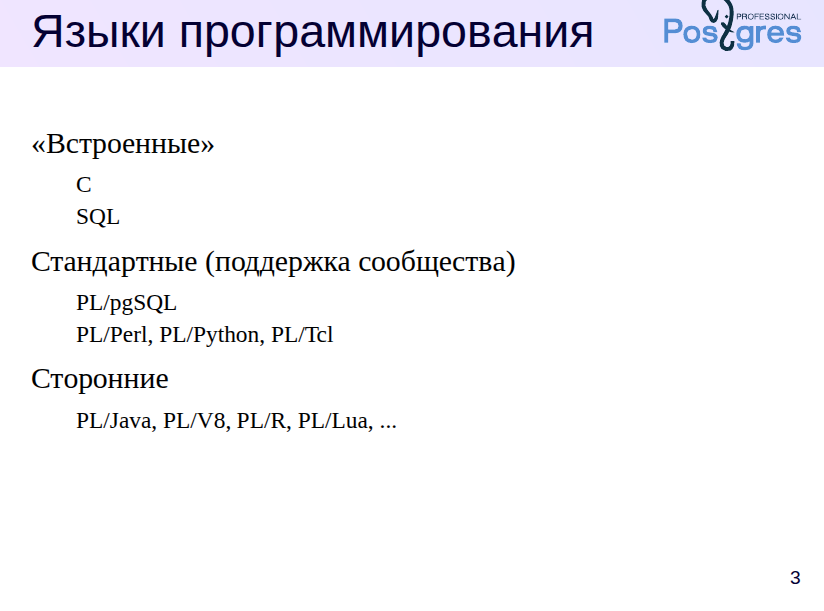 Языки программирования
PROFESSIONAL
Postgres
«Встроенные»
C
SQL
Стандартные (поддержка сообщества)
PL/pgSQL
PL/Perl, PL/Python, PL/Tcl
Сторонние
PL/Java, PL/V8, PL/R, PL/Lua, ...
3